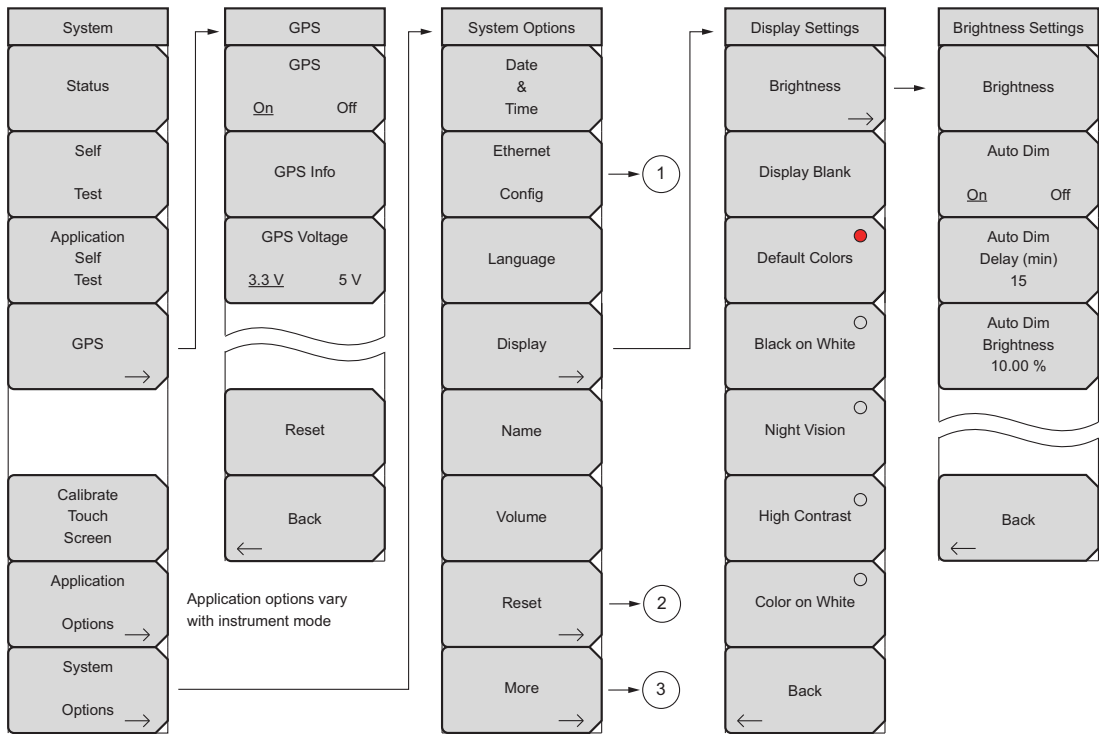 System
Status
Self
Test
Application
Self
Test
GPS
Calibrate
Touch
Screen
Application
Options
System
Options
Application options vary
with instrument mode
GPS
GPS
On Off
GPS Info
GPS Voltage
3.3 V 5 V
Reset
Back
System Options
Date
&
Time
Ethernet
Config
1
Language
Display
Name
Volume
Reset
2
More
3
Display Settings
Brightness
Display Blank
Default Colors
Black on White
Night Vision
High Contrast
Color on White
Back
Brightness Settings
Brightness
Auto Dim
On Off
Auto Dim
Delay (min)
15
Auto Dim
Brightness
10.00 %
Back